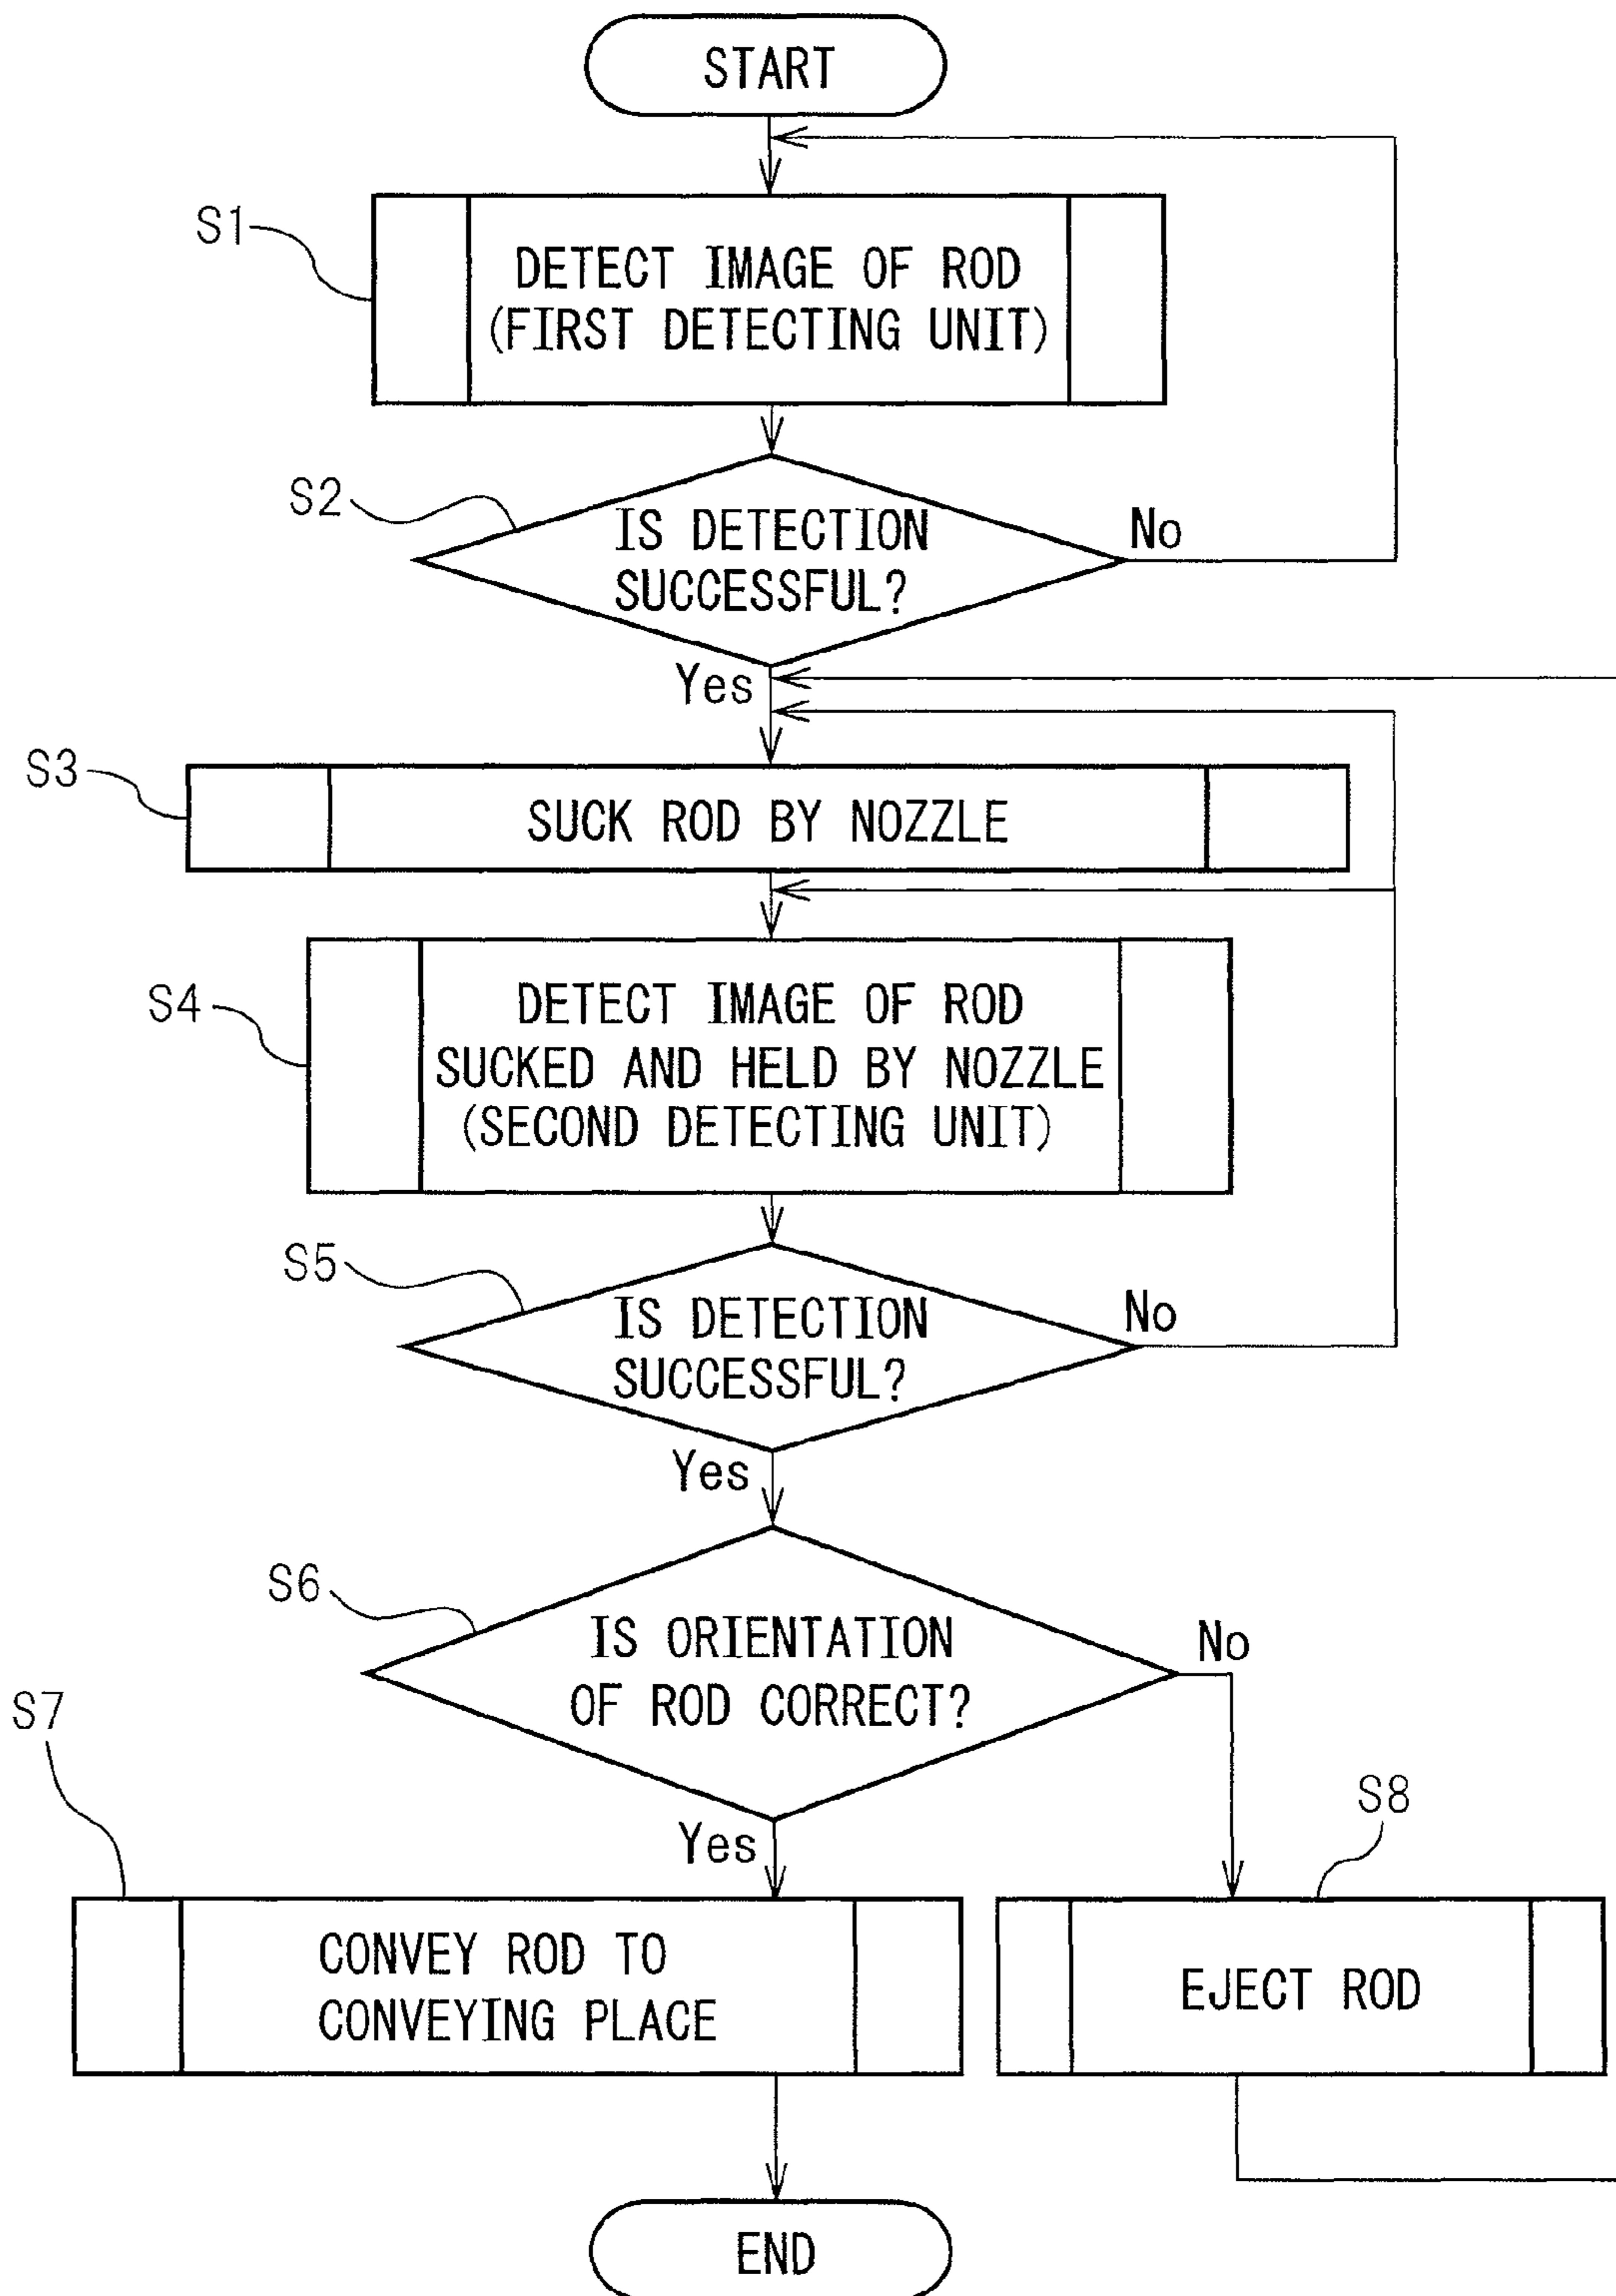 START
S1
DETECT IMAGE OF ROD
(FIRST DETECTING UNIT)
S2
IS DETECTION
SUCCESSFUL?
No
Yes
S3
SUCK ROD BY NOZZLE
S4
DETECT IMAGE OF ROD
SUCKED AND HELD BY NOZZLE
(SECOND DETECTING UNIT)
S5
IS DETECTION
SUCCESSFUL?
No
Yes
S6
IS ORIENTATION
OF ROD CORRECT?
No
Yes
S7
CONVEY ROD TO
CONVEYING PLACE
S8
EJECT ROD
END